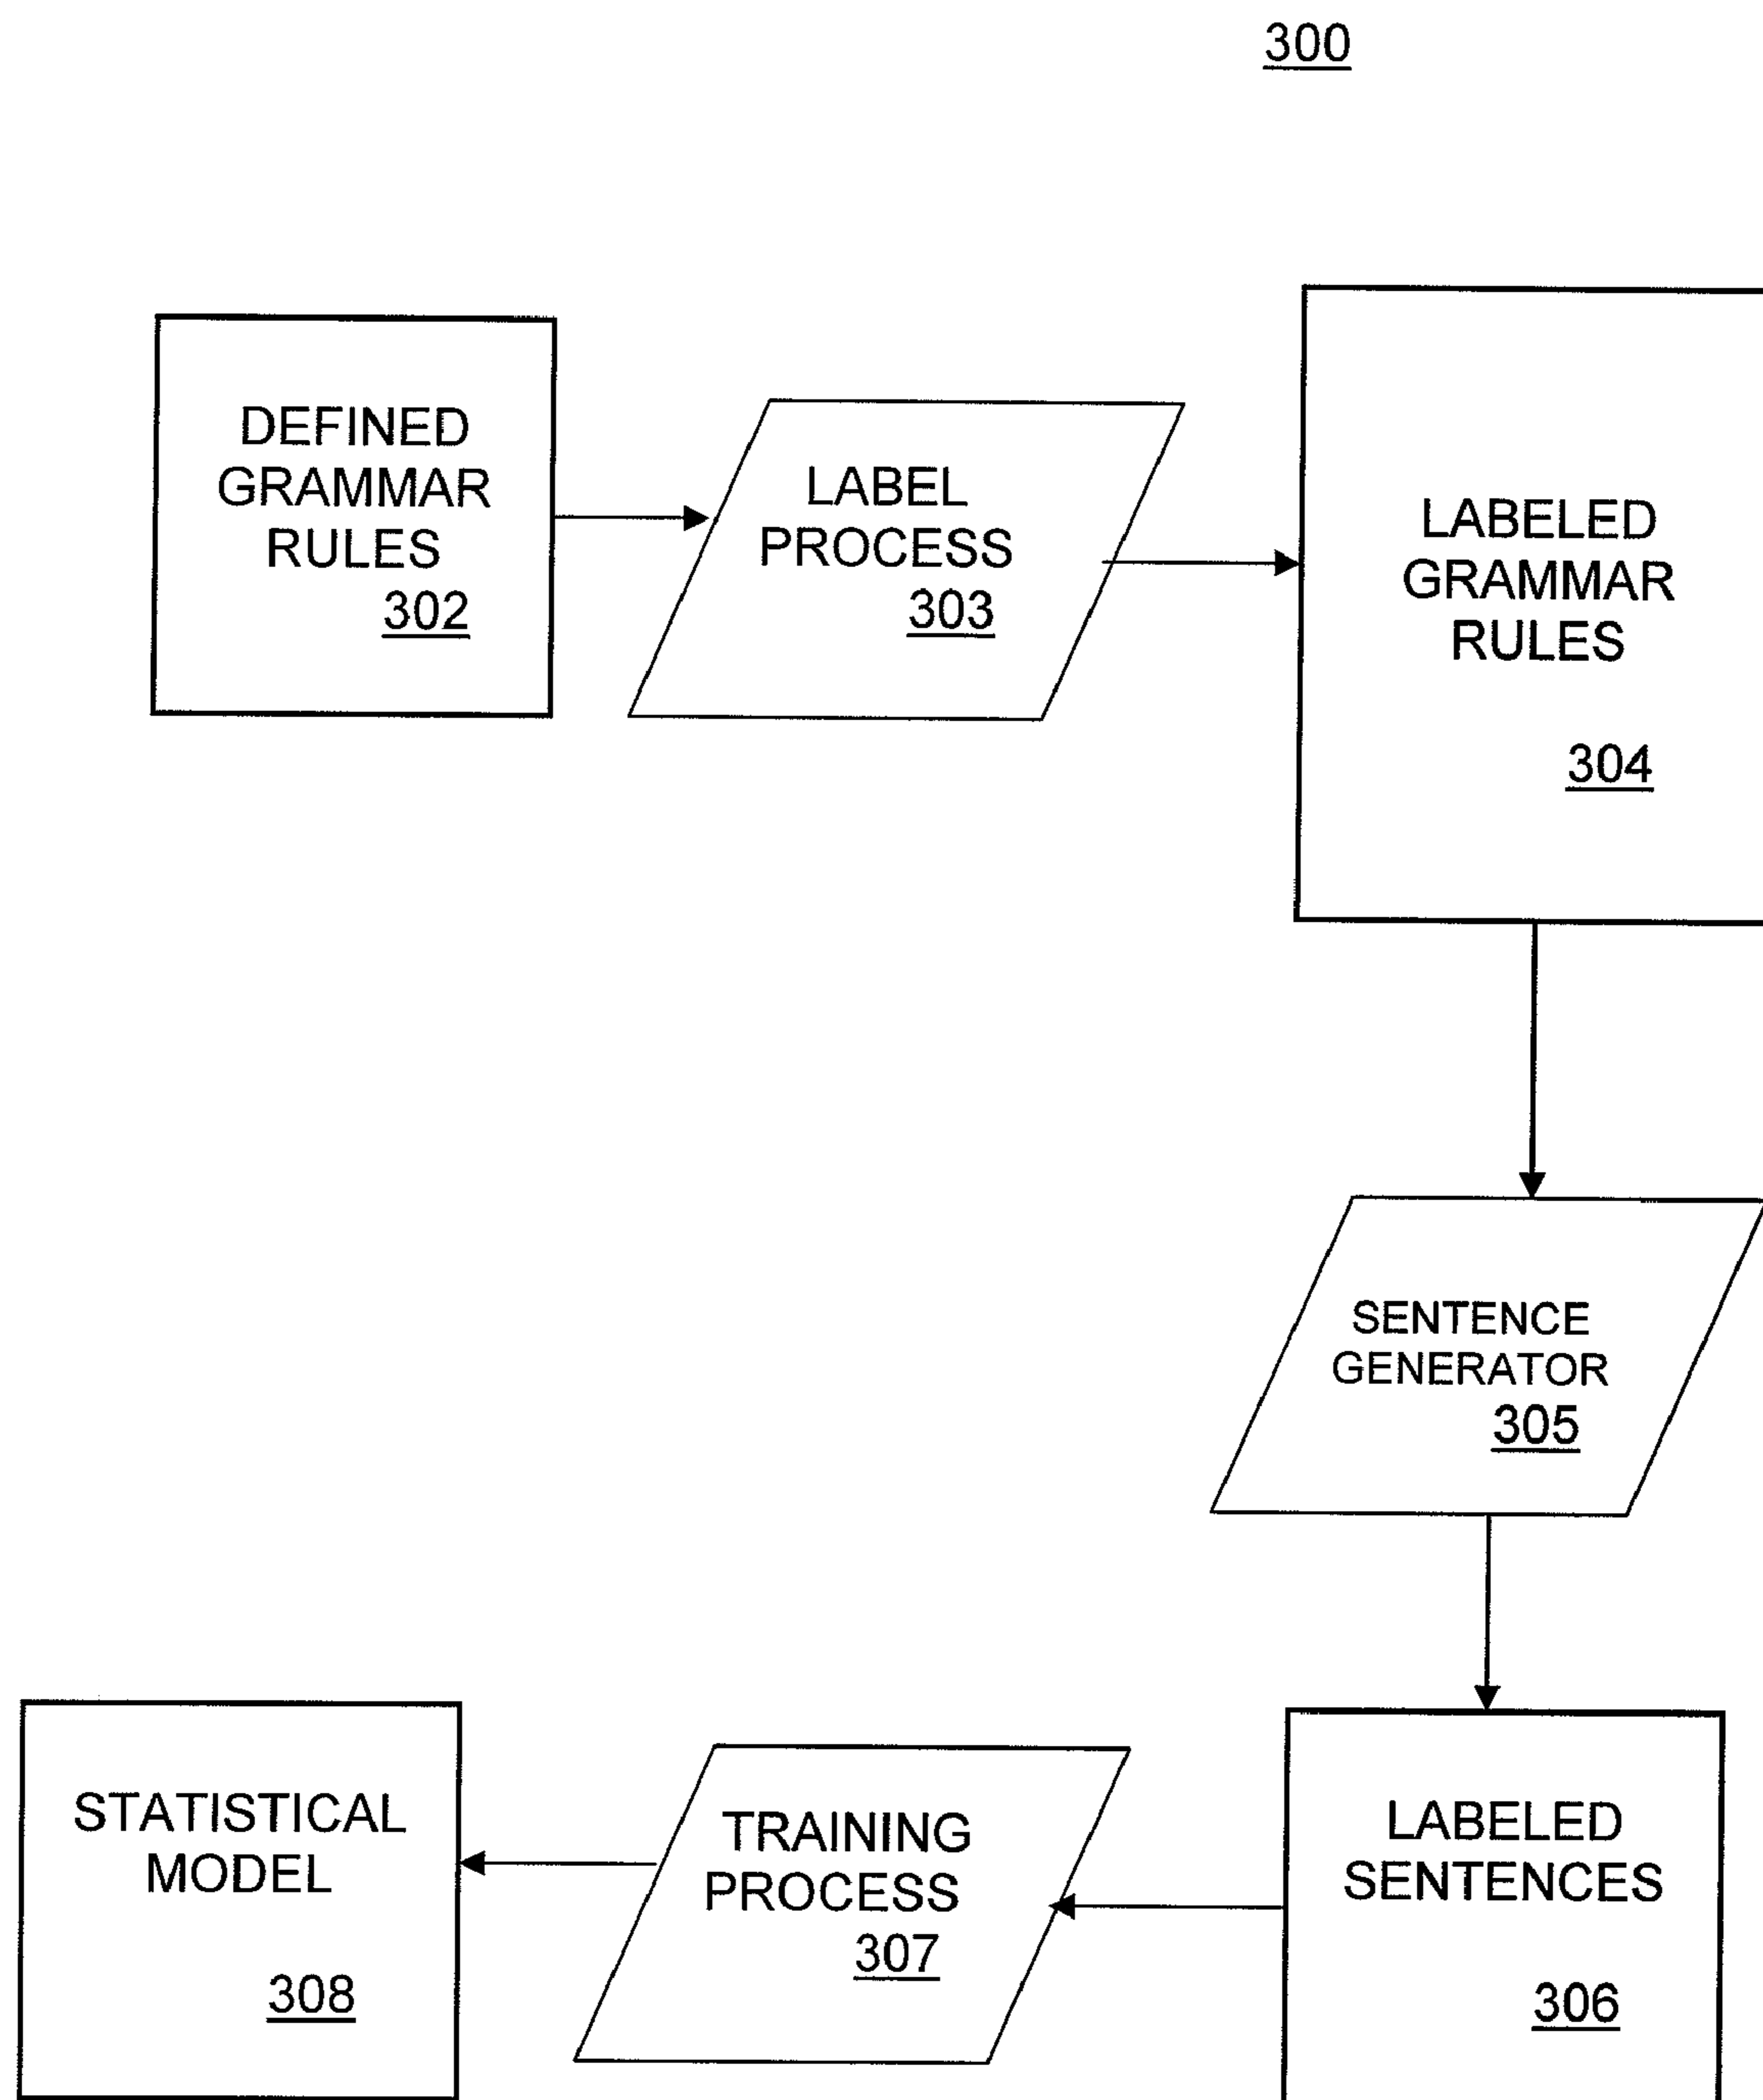 300
DEFINED
GRAMMAR
RULES
302
LABEL
PROCESS
303
LABELED
GRAMMAR
RULES
304
SENTENCE
GENERATOR
305
LABELED
SENTENCES
306
TRAINING
PROCESS
307
STATISTICAL
MODEL
308